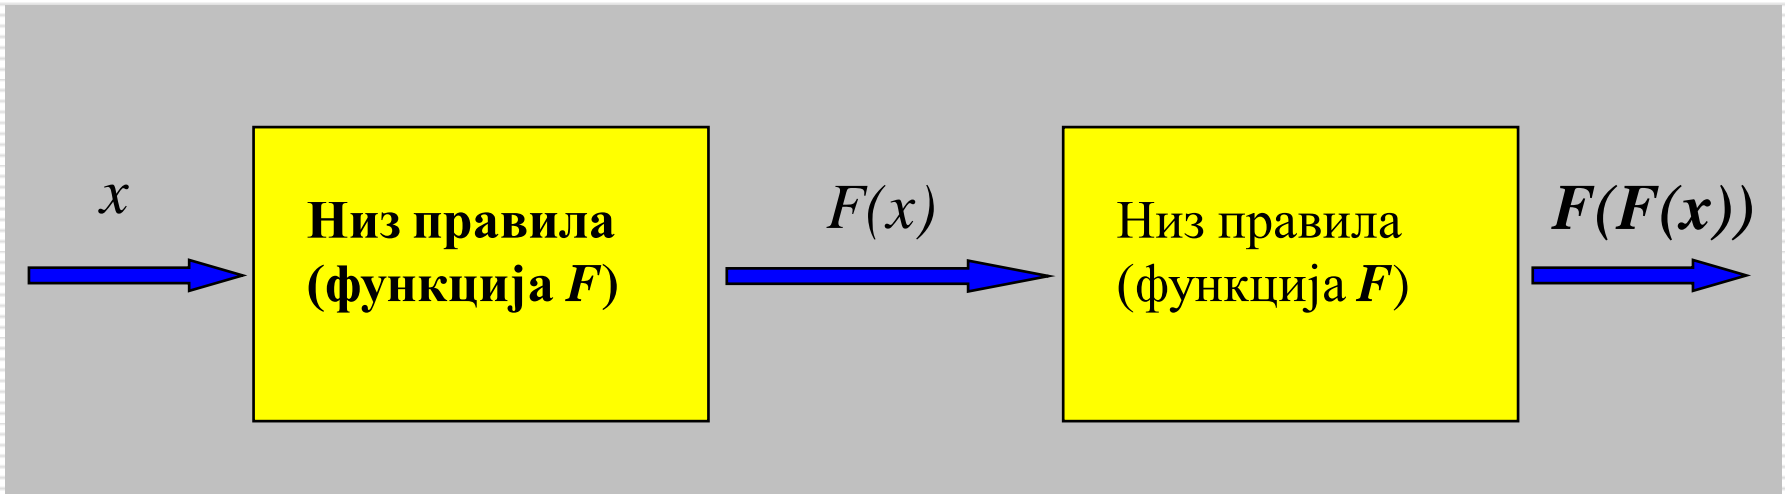 x
Низ правила
(функција F)
F(x)
Низ правила
(функција F)
F(F(x))